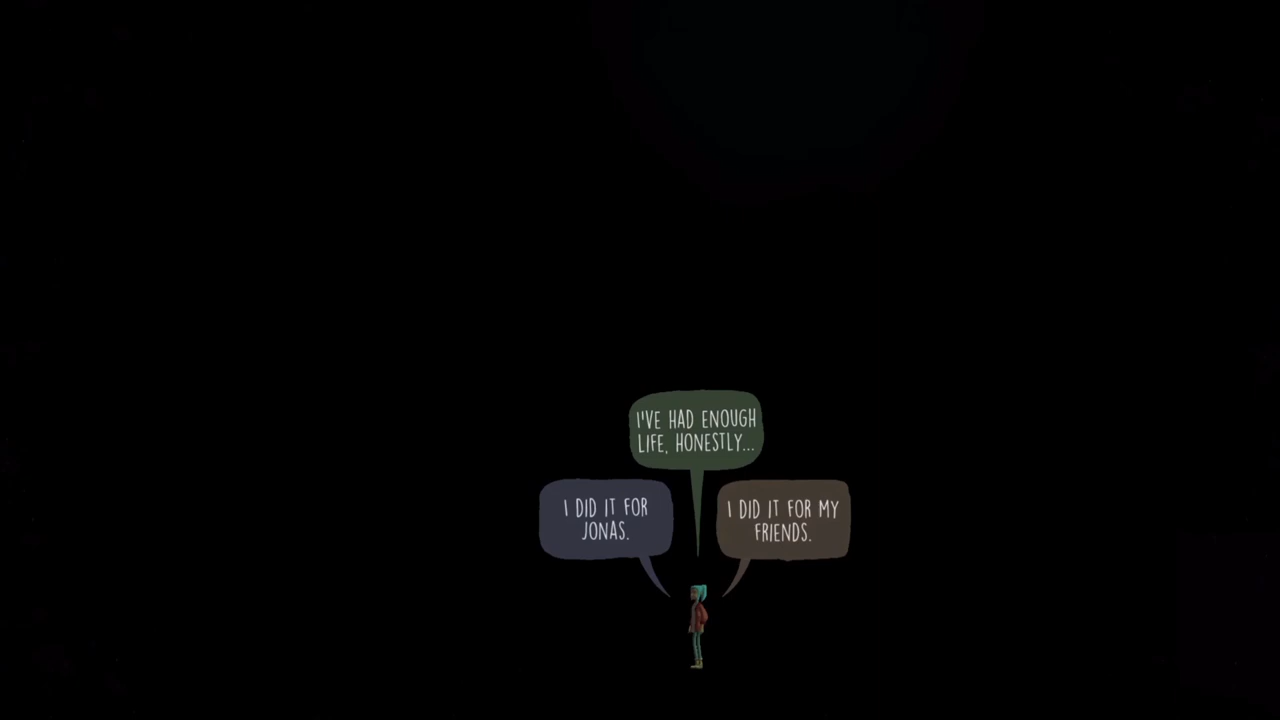 I'VE HAD ENOUGH
LIFE, HONESTLY...
I DID IT FOR
JONAS.
I DID IT FOR MY
FRIENDS.